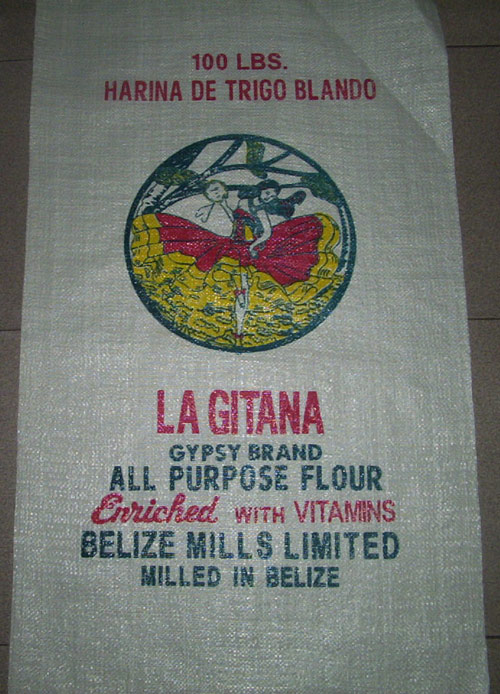 100 LBS.
HARINA DE TRIGO BLANDO
LA GITANA
GYPSY BRAND
ALL PURPOSE FLOUR
Enriched WITH VITAMINS
BELIZE MILLS LIMITED
MILLED IN BELIZE